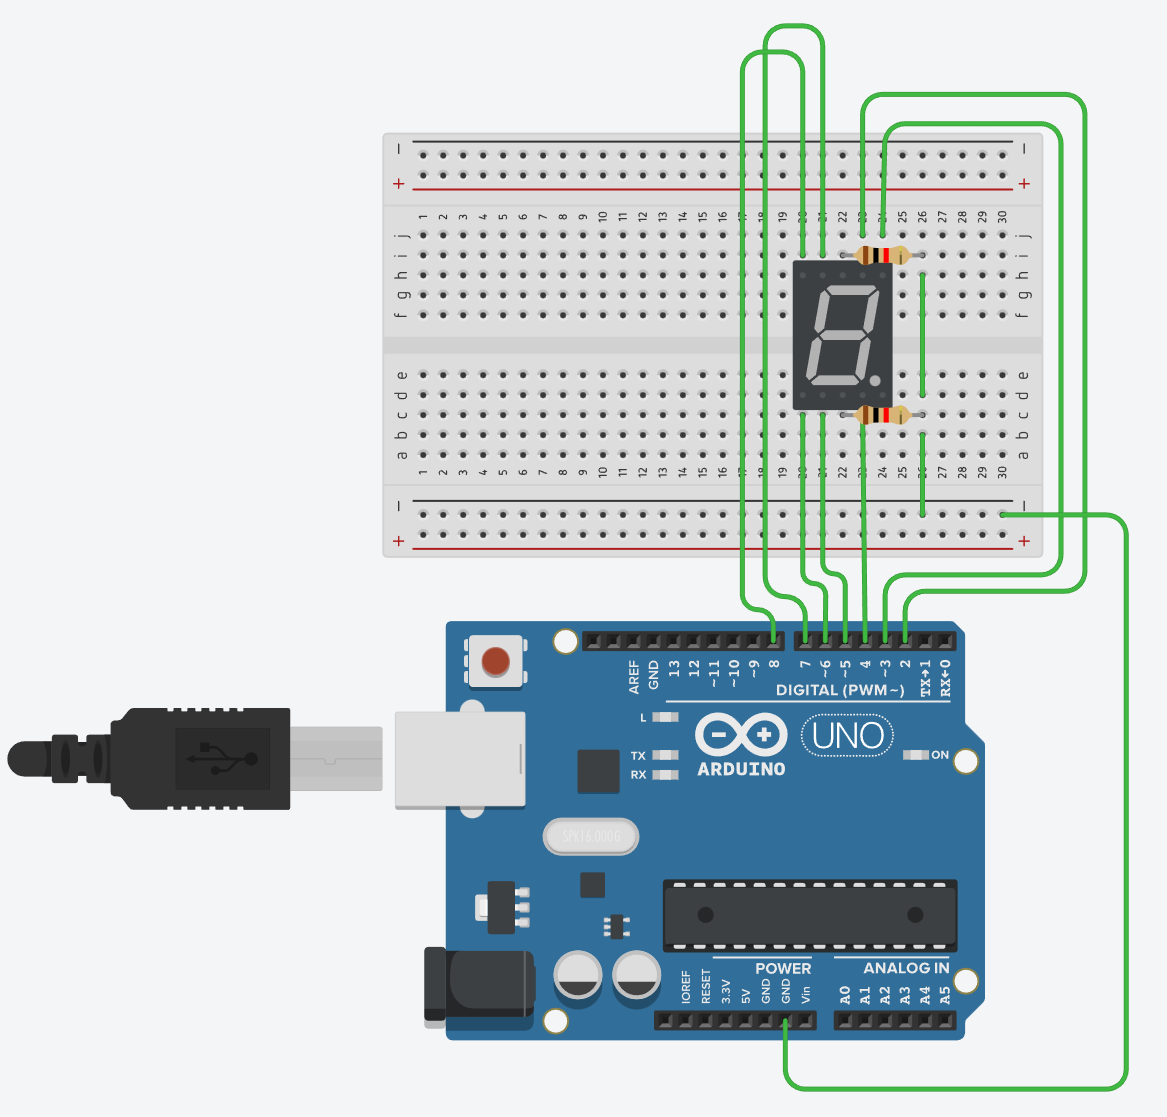 − −
+ +
1 2 3 4 5 6 7 8 9 10 11 12 13 14 15 16 17 18 19 20 21 22 23 24 25 26 27 28 29 30
j j
i i
h h
g g
f f
e e
d d
c c
b b
a a
1 2 3 4 5 6 7 8 9 10 11 12 13 14 15 16 17 18 19 20 21 22 23 24 25 26 27 28 29 30
− −
+ +
AREF GND 13 12 ~11 ~10 ~9 8 7 ~6 ~5 4 ~3 2 TX→1 RX←0
DIGITAL (PWM~)
L
TX
RX
− +
ARDUINO
UNO
ON
SPK16.000G
POWER ANALOG IN
IOREF RESET 3.3V 5V GND GND Vin A0 A1 A2 A3 A4 A5